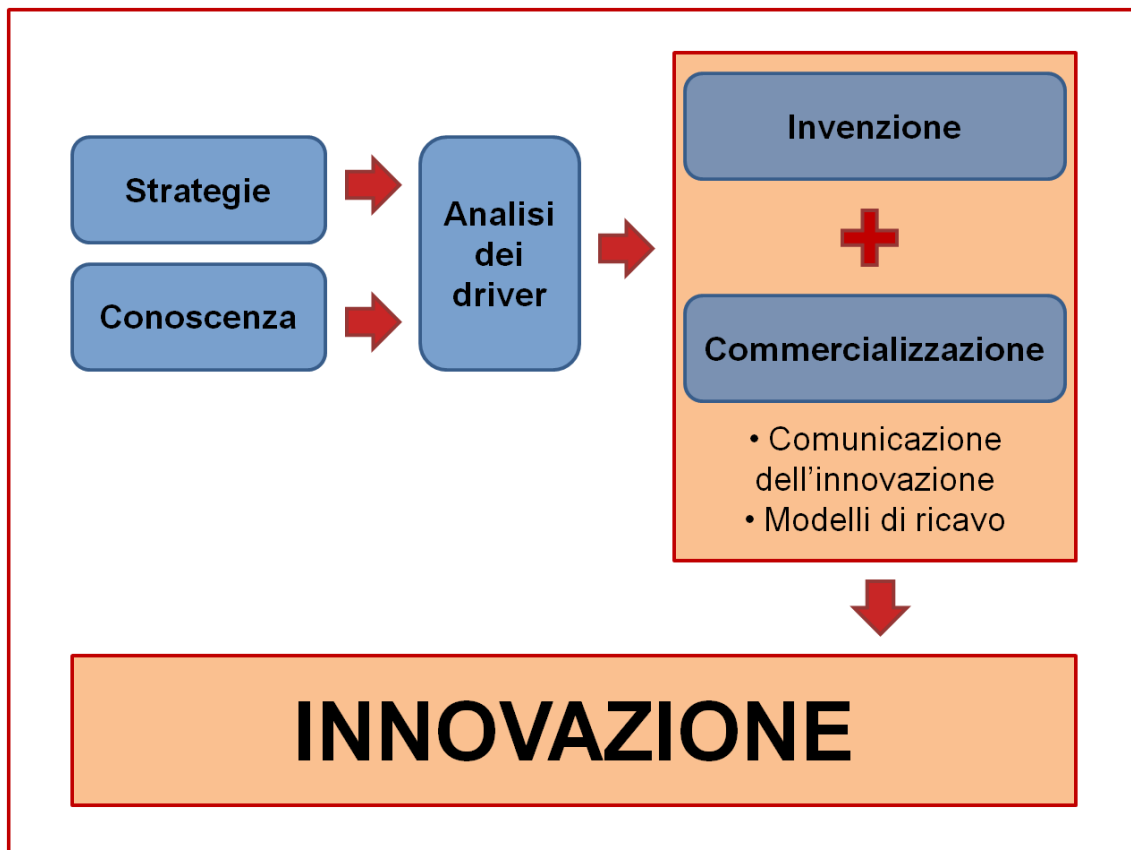 Strategie
Conoscenza
Analisi
dei
driver
Invenzione
Commercializzazione
• Comunicazione
dell’innovazione
• Modelli di ricavo
INNOVAZIONE